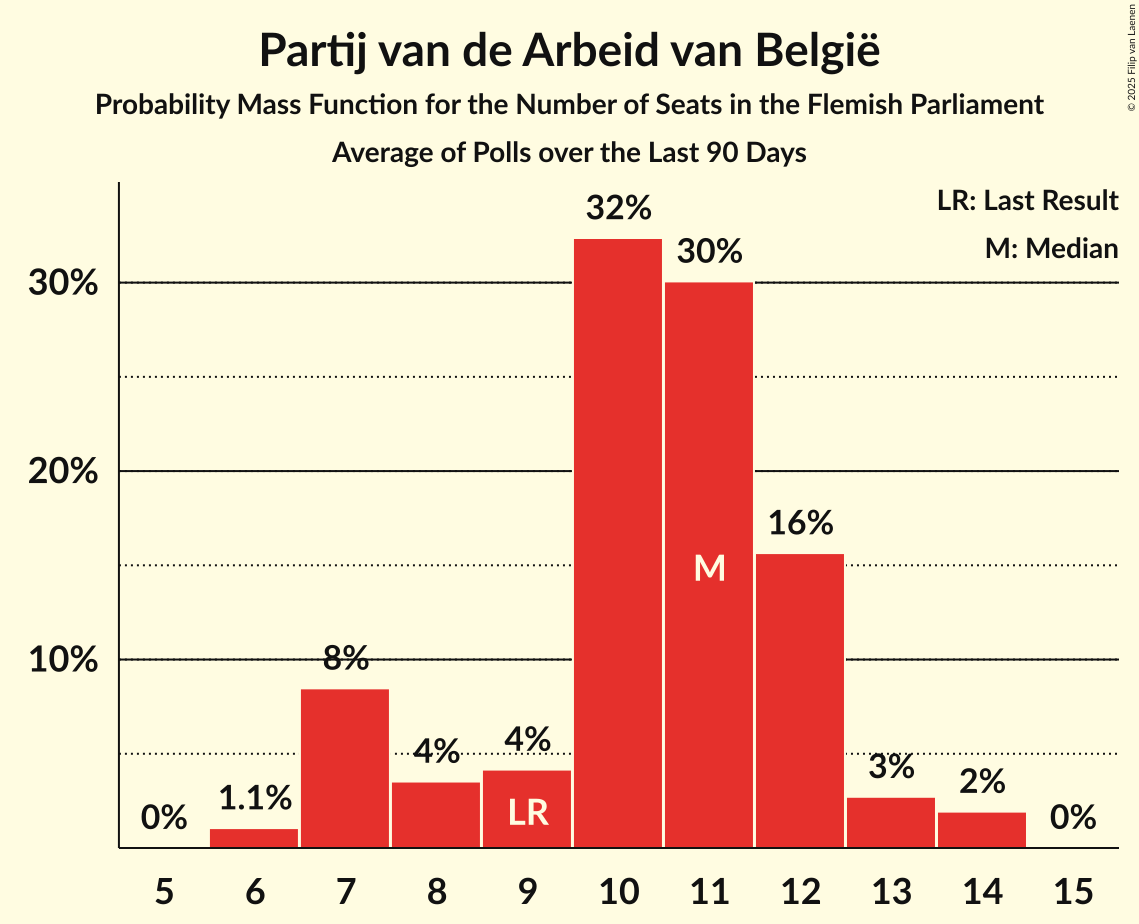 Partij van de Arbeid van België
Probability Mass Function for the Number of Seats in the Flemish Parliament
Average of Polls over the Last 90 Days
© 2025 Filip van Laenen
LR: Last Result
M: Median
32%
30%
30%
20%
16%
M
10%
8%
4%
4%
3%
2%
1.1%
0%
0%
LR
5 6 7 8 9 10 11 12 13 14 15